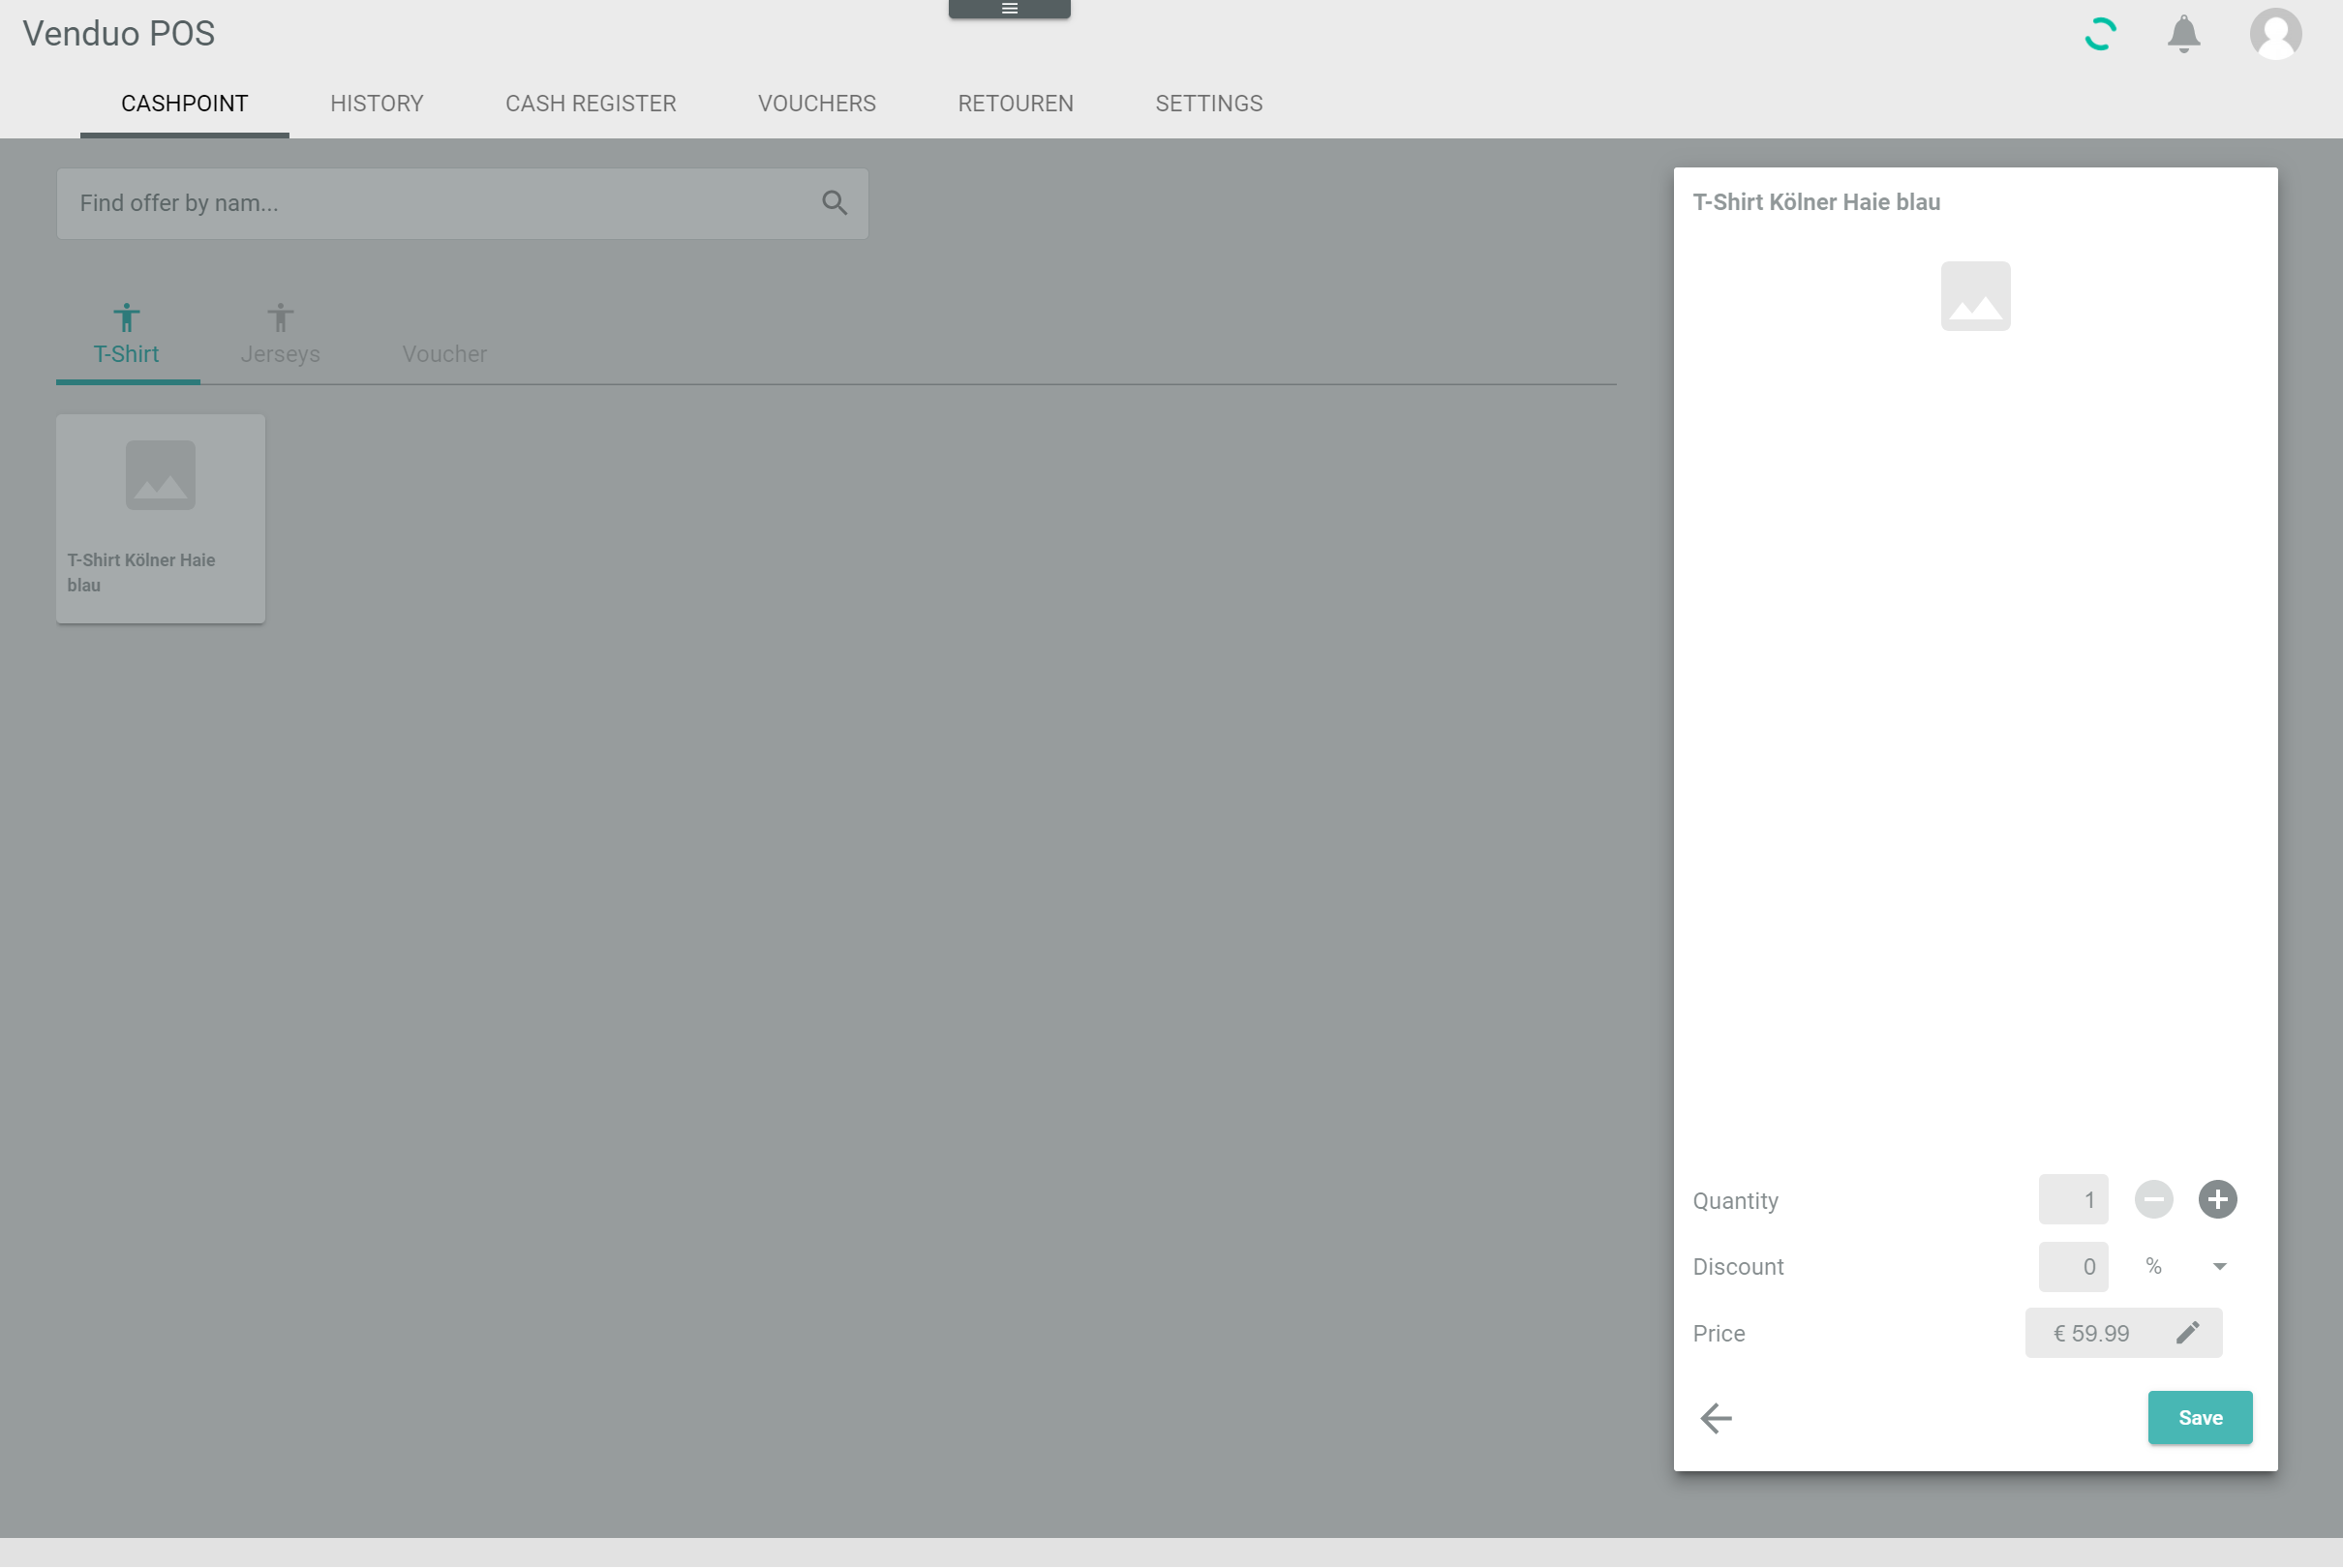 Venduo POS
CASHPOINT HISTORY CASH REGISTER VOUCHERS RETOUREN SETTINGS
Find offer by nam...
T-Shirt Jerseys Voucher
T-Shirt Kölner Haie
blau
T-Shirt Kölner Haie blau
Quantity 1
Discount 0 %
Price € 59.99
Save